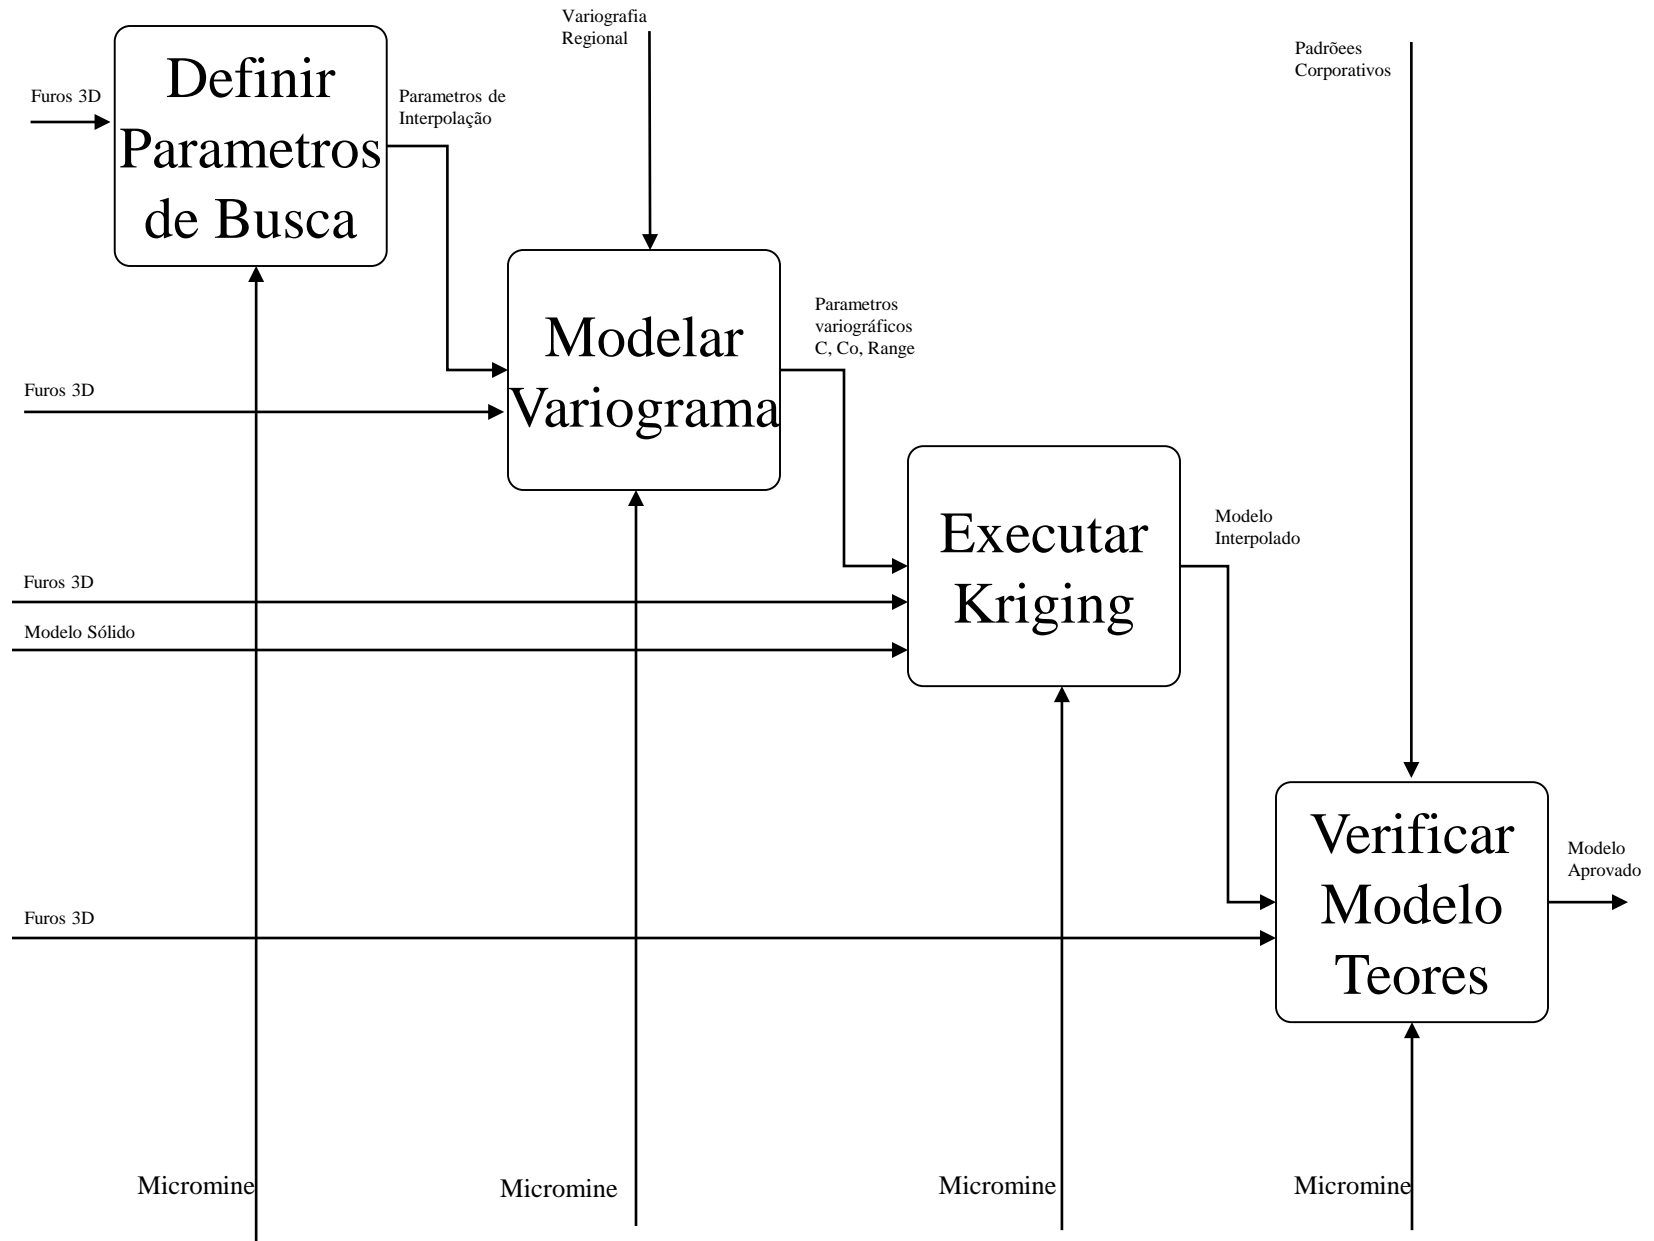 Variografia
Regional
Padrõees
Corporativos
Furos 3D
Definir
Parametros
de Busca
Parametros de
Interpolação
Furos 3D
Modelar
Variograma
Parametros
variográficos
C, Co, Range
Furos 3D
Modelo Sólido
Executar
Kriging
Modelo
Interpolado
Furos 3D
Verificar
Modelo
Teores
Modelo
Aprovado
Micromine
Micromine
Micromine
Micromine